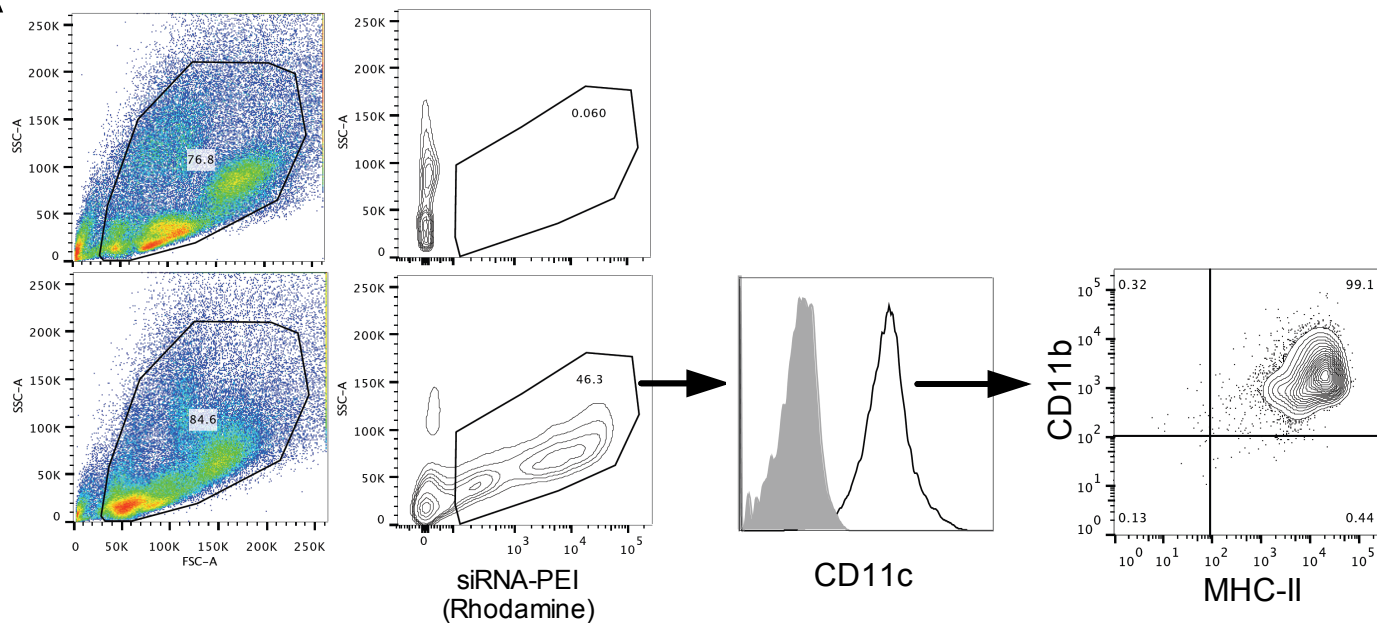 250K
200K
150K
100K
50K
0
SSC-A
76.8
250K
200K
150K
100K
50K
0
SSC-A
0.060
250K
200K
150K
100K
50K
0
SSC-A
84.6
0 50K 100K 150K 200K 250K
FSC-A
250K
200K
150K
100K
50K
0
SSC-A
46.3
0 10³ 10⁴ 10⁵
siRNA-PEI
(Rhodamine)
CD11c
10⁵
10⁴
10³
10²
10¹
10⁰
CD11b
0.32 99.1
0.13 0.44
10⁰ 10¹ 10² 10³ 10⁴ 10⁵
MHC-II